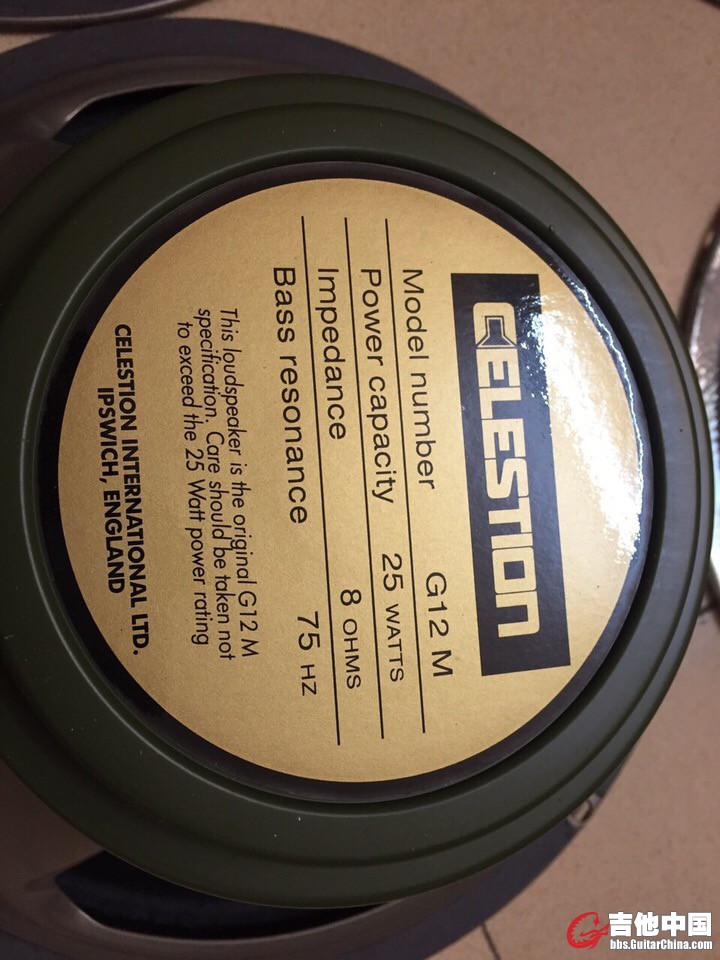 CELESTION
Model number G12 M
Power capacity 25 WATTS
Impedance 8 OHMS
Bass resonance 75 HZ
This loudspeaker is the original G12 M
specification. Care should be taken not
to exceed the 25 Watt power rating
CELESTION INTERNATIONAL LTD.
IPSWICH, ENGLAND
吉他中国
bbs.GuitarChina.com